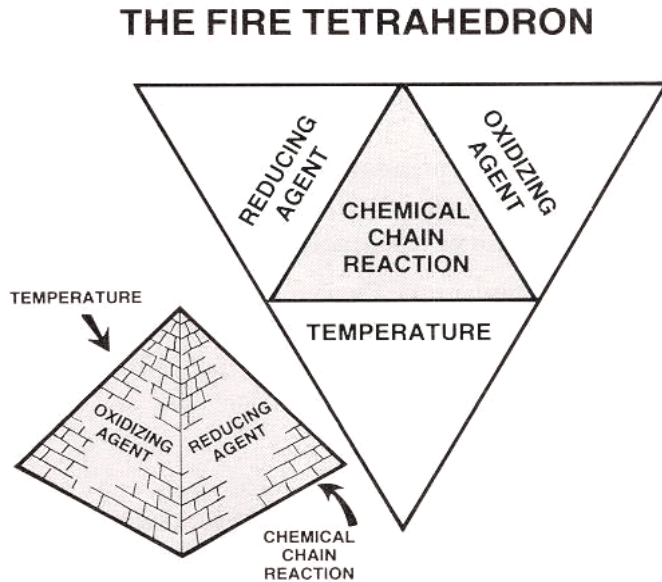 THE FIRE TETRAHEDRON
REDUCING
AGENT
OXIDIZING
AGENT
CHEMICAL
CHAIN
REACTION
TEMPERATURE
TEMPERATURE
OXIDIZING
AGENT
REDUCING
AGENT
CHEMICAL
CHAIN
REACTION